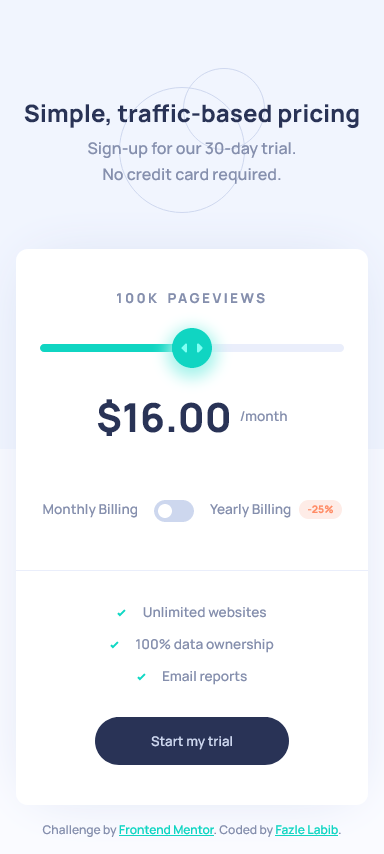 Simple, traffic-based pricing
Sign-up for our 30-day trial.
No credit card required.
100K PAGEVIEWS
$16.00 /month
Monthly Billing Yearly Billing -25%
Unlimited websites
100% data ownership
Email reports
Start my trial
Challenge by Frontend Mentor. Coded by Fazle Labib.